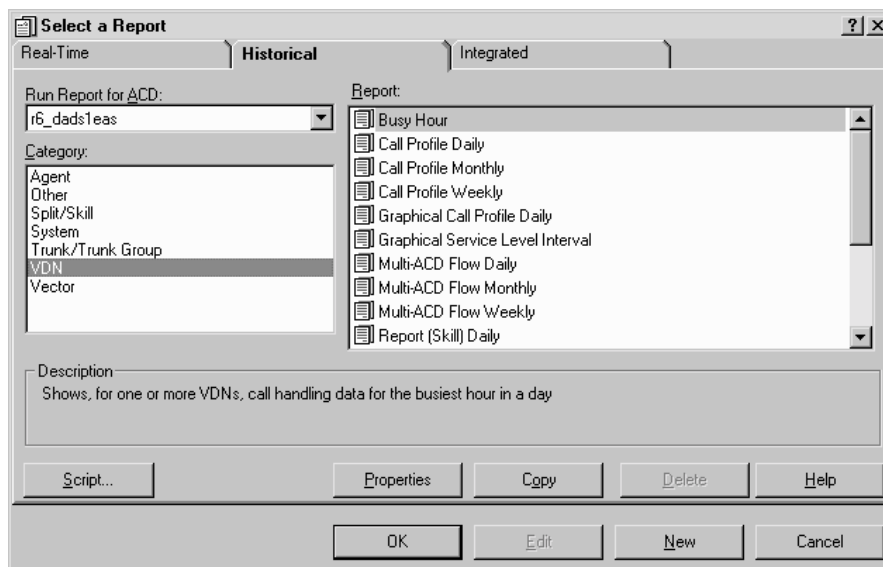 Select a Report
Real-Time
Historical
Integrated
Run Report for ACD:
r6_dads1eas
Category:
Agent
Other
Split/Skill
System
Trunk/Trunk Group
VDN
Vector
Report:
Busy Hour
Call Profile Daily
Call Profile Monthly
Call Profile Weekly
Graphical Call Profile Daily
Graphical Service Level Interval
Multi-ACD Flow Daily
Multi-ACD Flow Monthly
Multi-ACD Flow Weekly
Report (Skill) Daily
Description
Shows, for one or more VDNs, call handling data for the busiest hour in a day
Script...
Properties
Copy
Delete
Help
OK
Edit
New
Cancel